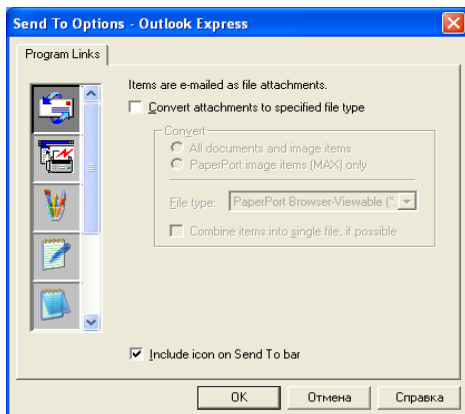 Send To Options - Outlook Express
Program Links
Items are e-mailed as file attachments.
Convert attachments to specified file type
Convert
All documents and image items
PaperPort image items (MAX) only
File type: PaperPort Browser-Viewable (*.
Combine items into single file, if possible
Include icon on Send To bar
OK Отмена Справка